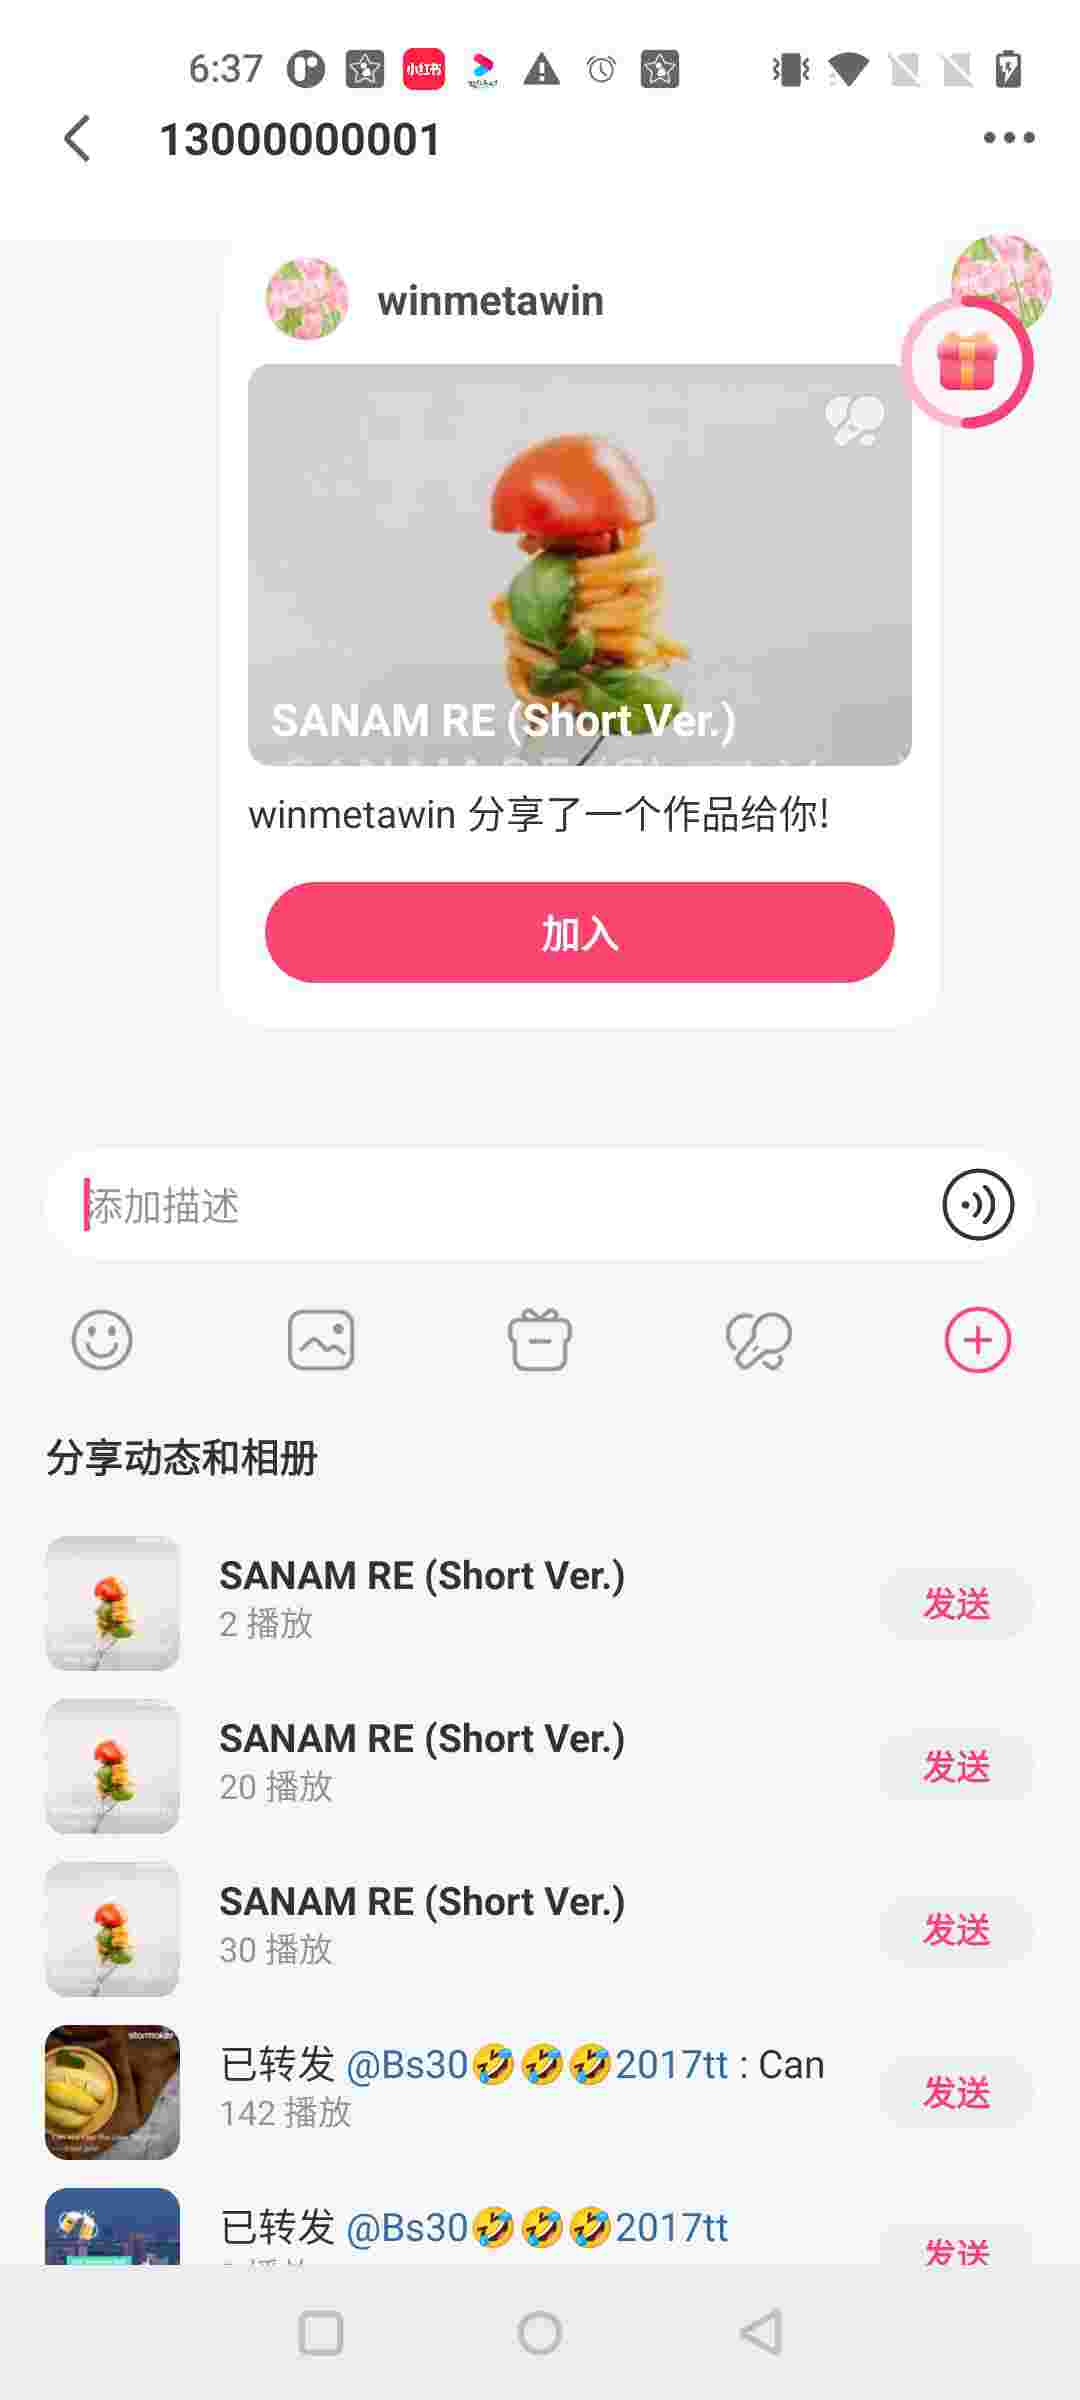 6:37
小红书
13000000001
winmetawin
SANAM RE (Short Ver.)
winmetawin 分享了一个作品给你!
加入
添加描述
分享动态和相册
SANAM RE (Short Ver.)
2 播放
发送
SANAM RE (Short Ver.)
20 播放
发送
SANAM RE (Short Ver.)
30 播放
发送
starmaker
已转发 @Bs30🤣🤣🤣2017tt : Can
142 播放
发送
已转发 @Bs30🤣🤣🤣2017tt
发送